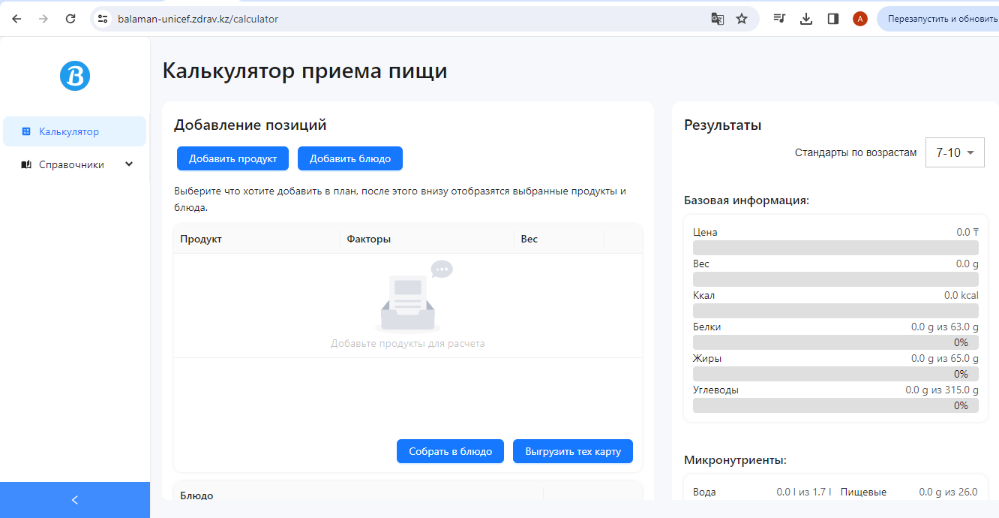 balaman-unicef.zdrav.kz/calculator
A
Перезапустить и обновить
B
Калькулятор
Справочники
Калькулятор приема пищи
Добавление позиций
Добавить продукт
Добавить блюдо
Выберите что хотите добавить в план, после этого внизу отобразятся выбранные продукты и
блюда.
Продукт Факторы Вес
Добавьте продукты для расчета
Собрать в блюдо
Выгрузить тех карту
Блюдо
Результаты
Стандарты по возрастам 7-10
Базовая информация:
Цена 0.0 ₸
Вес 0.0 g
Ккал 0.0 kcal
Белки 0.0 g из 63.0 g
0%
Жиры 0.0 g из 65.0 g
0%
Углеводы 0.0 g из 315.0 g
0%
Микронутриенты:
Вода 0.0 l из 1.7 l Пищевые 0.0 g из 26.0